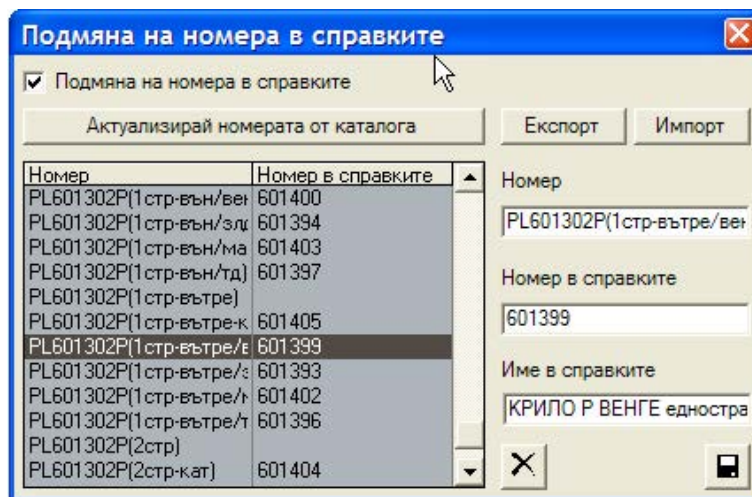 Подмяна на номера в справките
Подмяна на номера в справките
Актуализирай номерата от каталога
Експорт
Импорт
Номер Номер в справките
PL601302P(1стр-вън/вен 601400
PL601302P(1стр-вън/злд 601394
PL601302P(1стр-вън/ма 601403
PL601302P(1стр-вън/тд) 601397
PL601302P(1стр-вътре)
PL601302P(1стр-вътре-к 601405
PL601302P(1стр-вътре/в 601399
PL601302P(1стр-вътре/з 601393
PL601302P(1стр-вътре/м 601402
PL601302P(1стр-вътре/т 601396
PL601302P(2стр)
PL601302P(2стр-кат) 601404
Номер
PL601302P(1стр-вътре/вен
Номер в справките
601399
Име в справките
КРИЛО Р ВЕНГЕ едностра